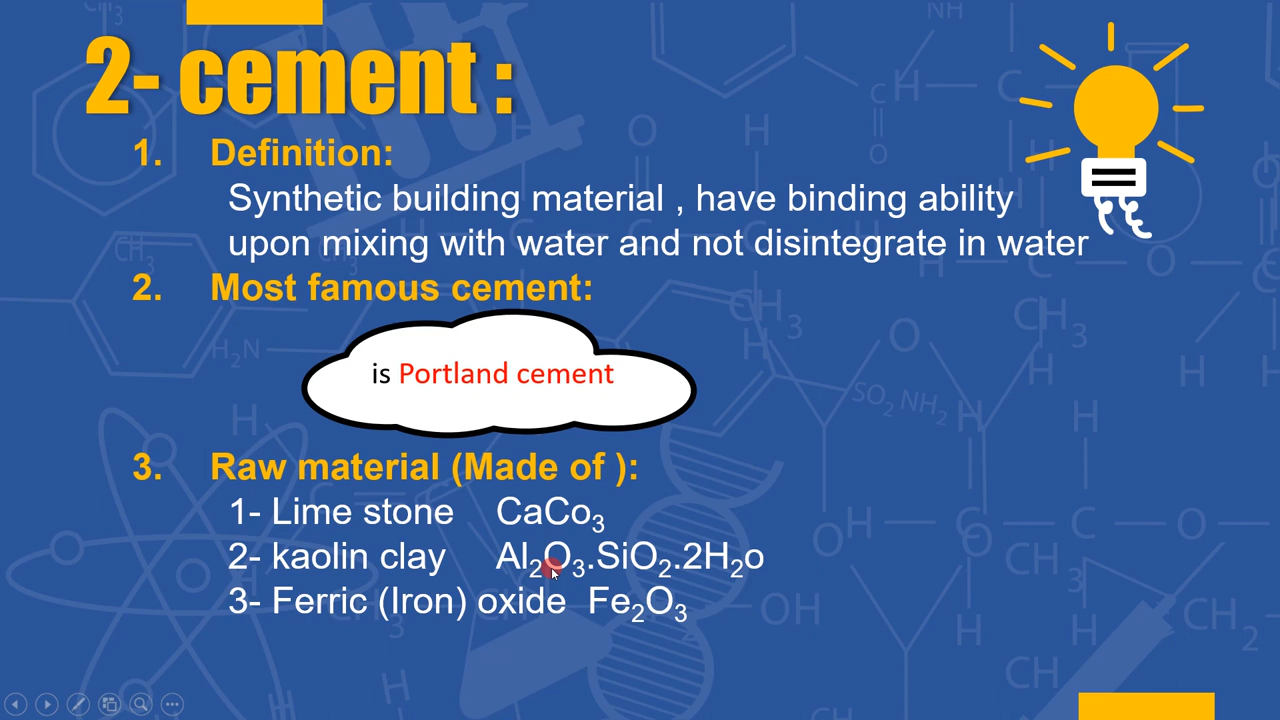 2- cement :
1. Definition:
Synthetic building material , have binding ability
upon mixing with water and not disintegrate in water
2. Most famous cement:
is Portland cement
3. Raw material (Made of ):
1- Lime stone CaCo₃
2- kaolin clay Al₂O₃.SiO₂.2H₂o
3- Ferric (Iron) oxide Fe₂O₃